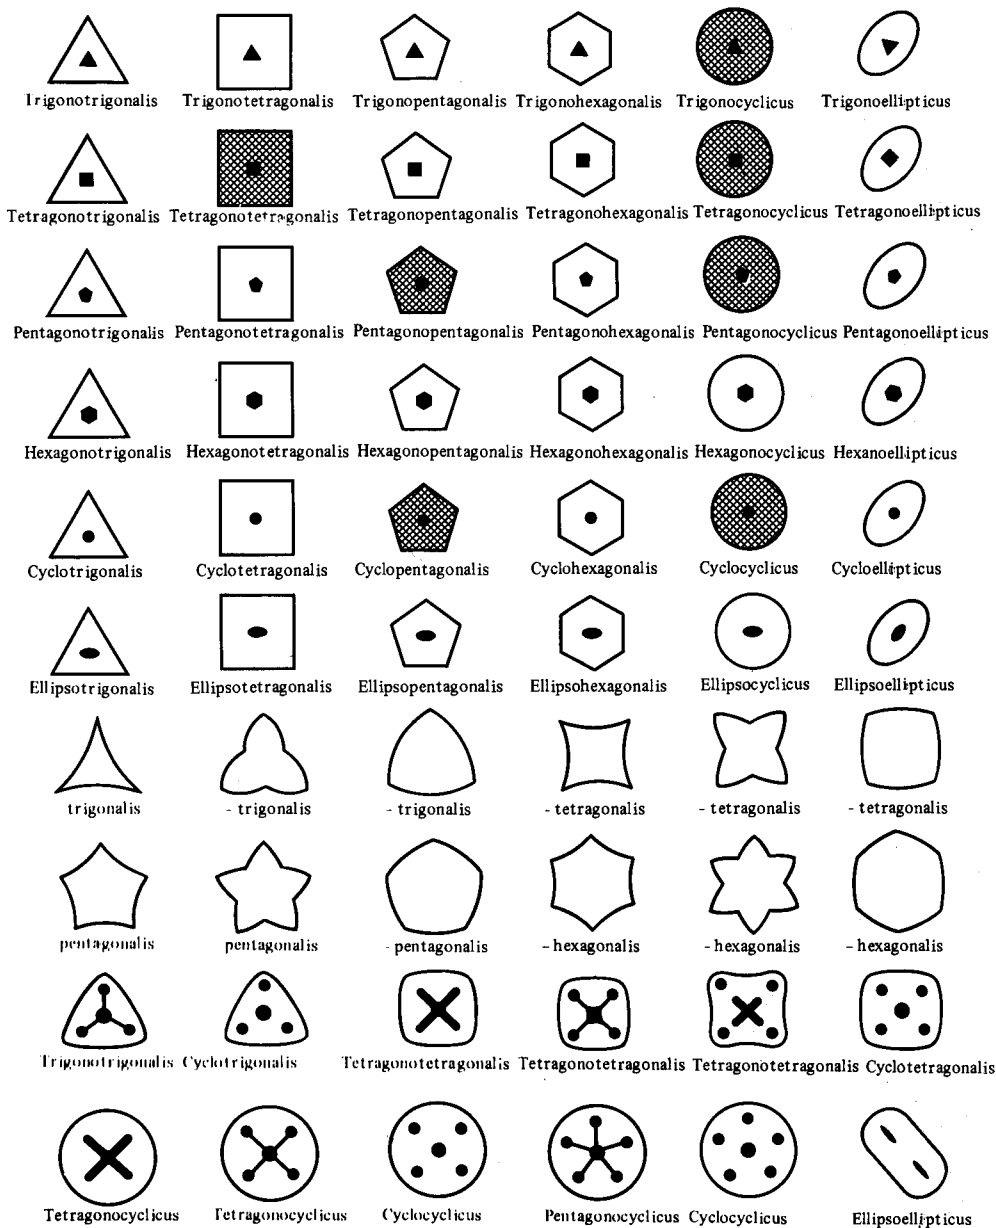 Trigonotrigonalis Trigonotetragonalis Trigonopentagonalis Trigonohexagonalis Trigonocyclicus Trigonoellipticus
Tetragonotrigonalis Tetragonotetragonalis Tetragonopentagonalis Tetragonohexagonalis Tetragonocyclicus Tetragonoellipticus
Pentagonotrigonalis Pentagonotetragonalis Pentagonopentagonalis Pentagonohexagonalis Pentagonocyclicus Pentagonoellipticus
Hexagonotrigonalis Hexagonotetragonalis Hexagonopentagonalis Hexagonohexagonalis Hexagonocyclicus Hexanoellipticus
Cyclotrigonalis Cyclotetragonalis Cyclopentagonalis Cyclohexagonalis Cyclocyclicus Cycloellipticus
Ellipsotrigonalis Ellipsotetragonalis Ellipsopentagonalis Ellipsohexagonalis Ellipsocyclicus Ellipsoellipticus
trigonalis - trigonalis - trigonalis - tetragonalis - tetragonalis - tetragonalis
pentagonalis pentagonalis - pentagonalis - hexagonalis - hexagonalis - hexagonalis
Trigonotrigonalis Cyclotrigonalis Tetragonotetragonalis Tetragonotetragonalis Tetragonotetragonalis Cyclotetragonalis
Tetragonocyclicus Tetragonocyclicus Cyclocyclicus Pentagonocyclicus Cyclocyclicus Ellipsoellipticus